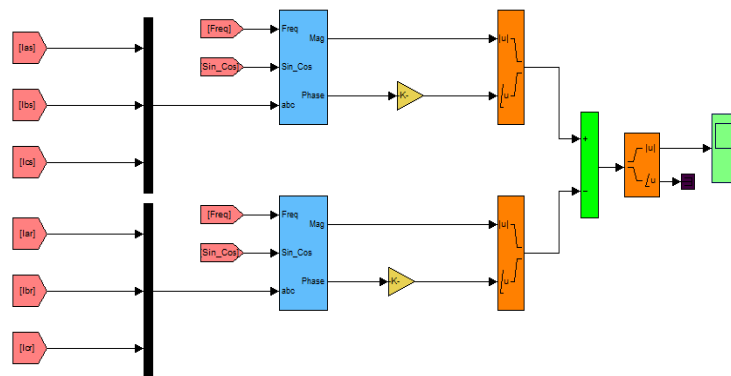 [Ias]
[Ibs]
[Ics]
[Freq]
[Sin_Cos]
Freq
Sin_Cos
abc
Mag
Phase
-K-
|u|
∠u
+
−
|u|
∠u
[Iar]
[Ibr]
[Icr]
[Freq]
[Sin_Cos]
Freq
Sin_Cos
abc
Mag
Phase
-K-
|u|
∠u